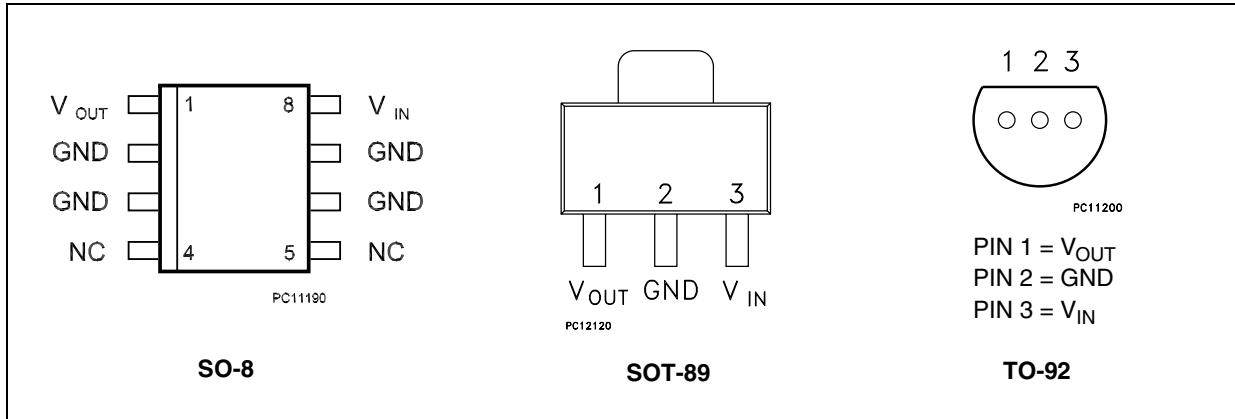 V OUT 1 8 V IN
GND GND
GND GND
NC 4 5 NC
PC11190
SO-8
1 2 3
V OUT GND V IN
PC12120
SOT-89
1 2 3
PC11200
PIN 1 = VOUT
PIN 2 = GND
PIN 3 = VIN
TO-92